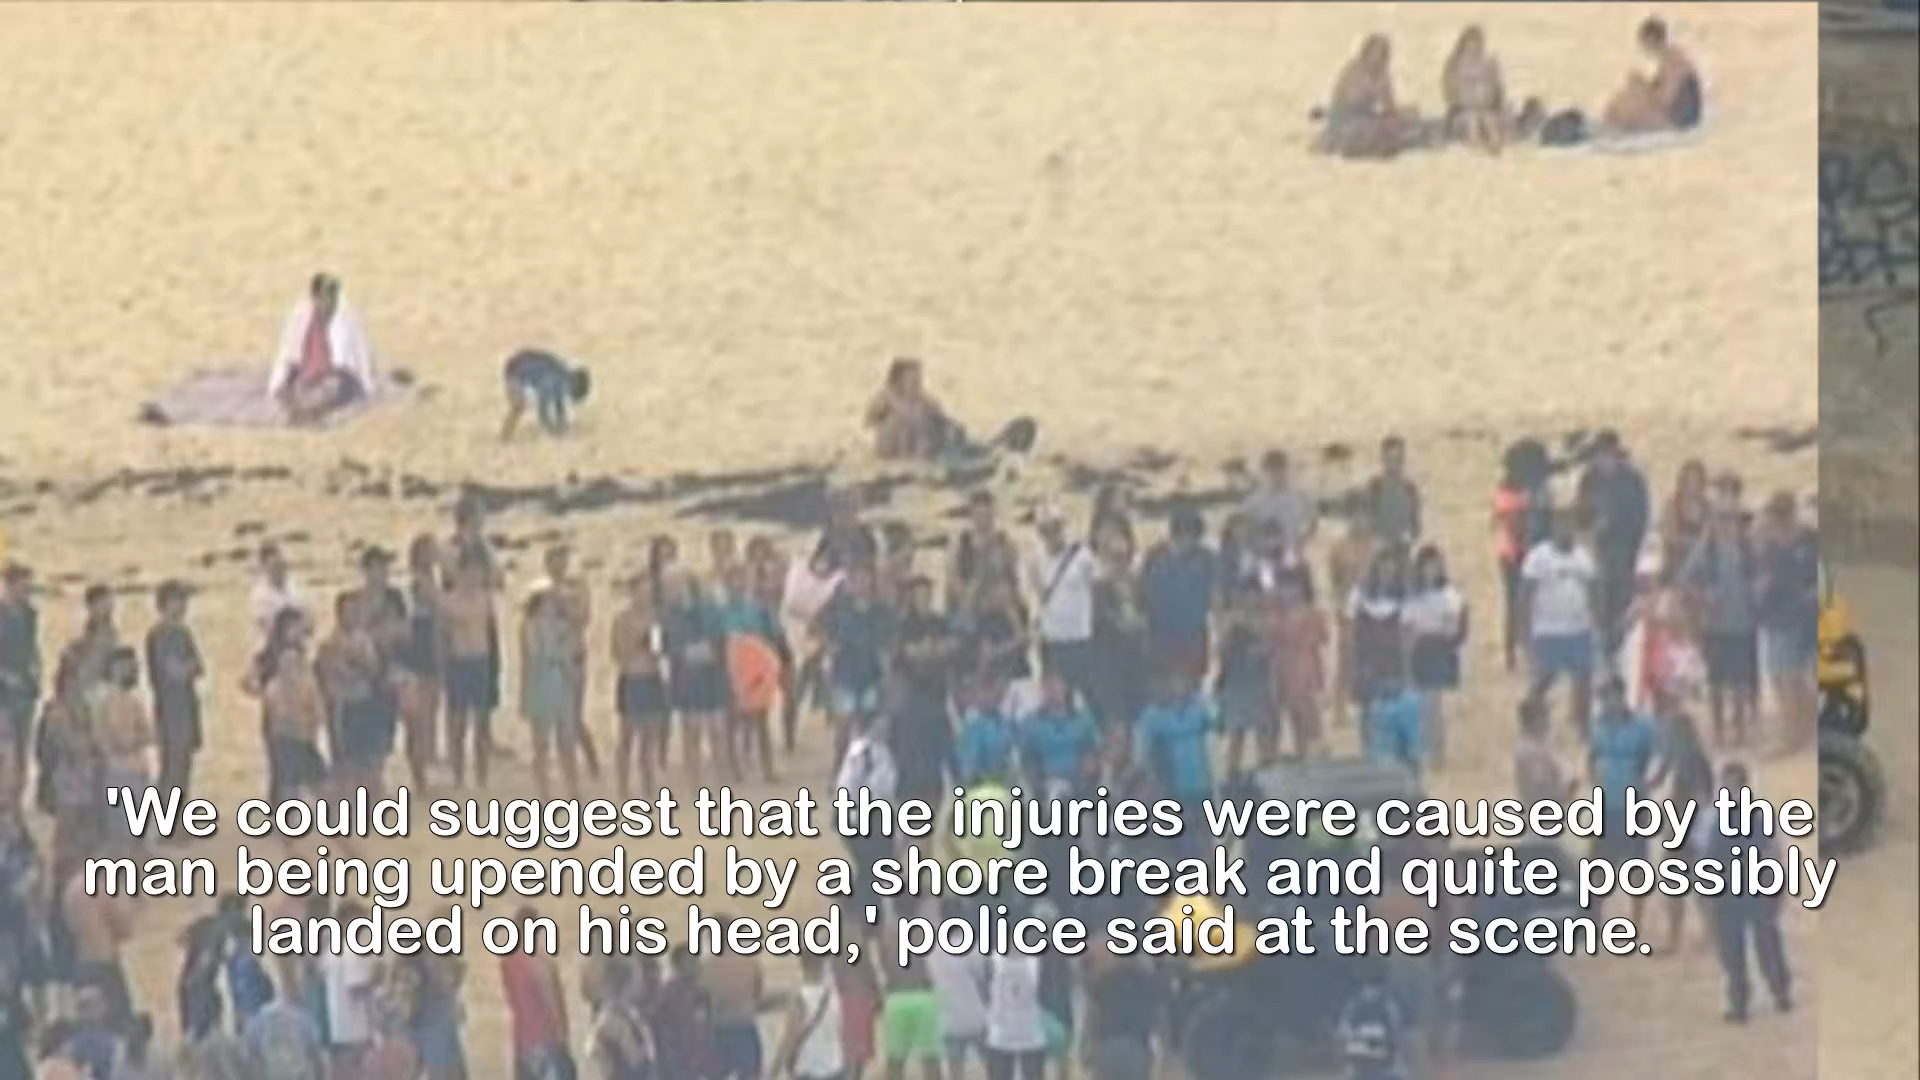 'We could suggest that the injuries were caused by the
man being upended by a shore break and quite possibly
landed on his head,' police said at the scene.